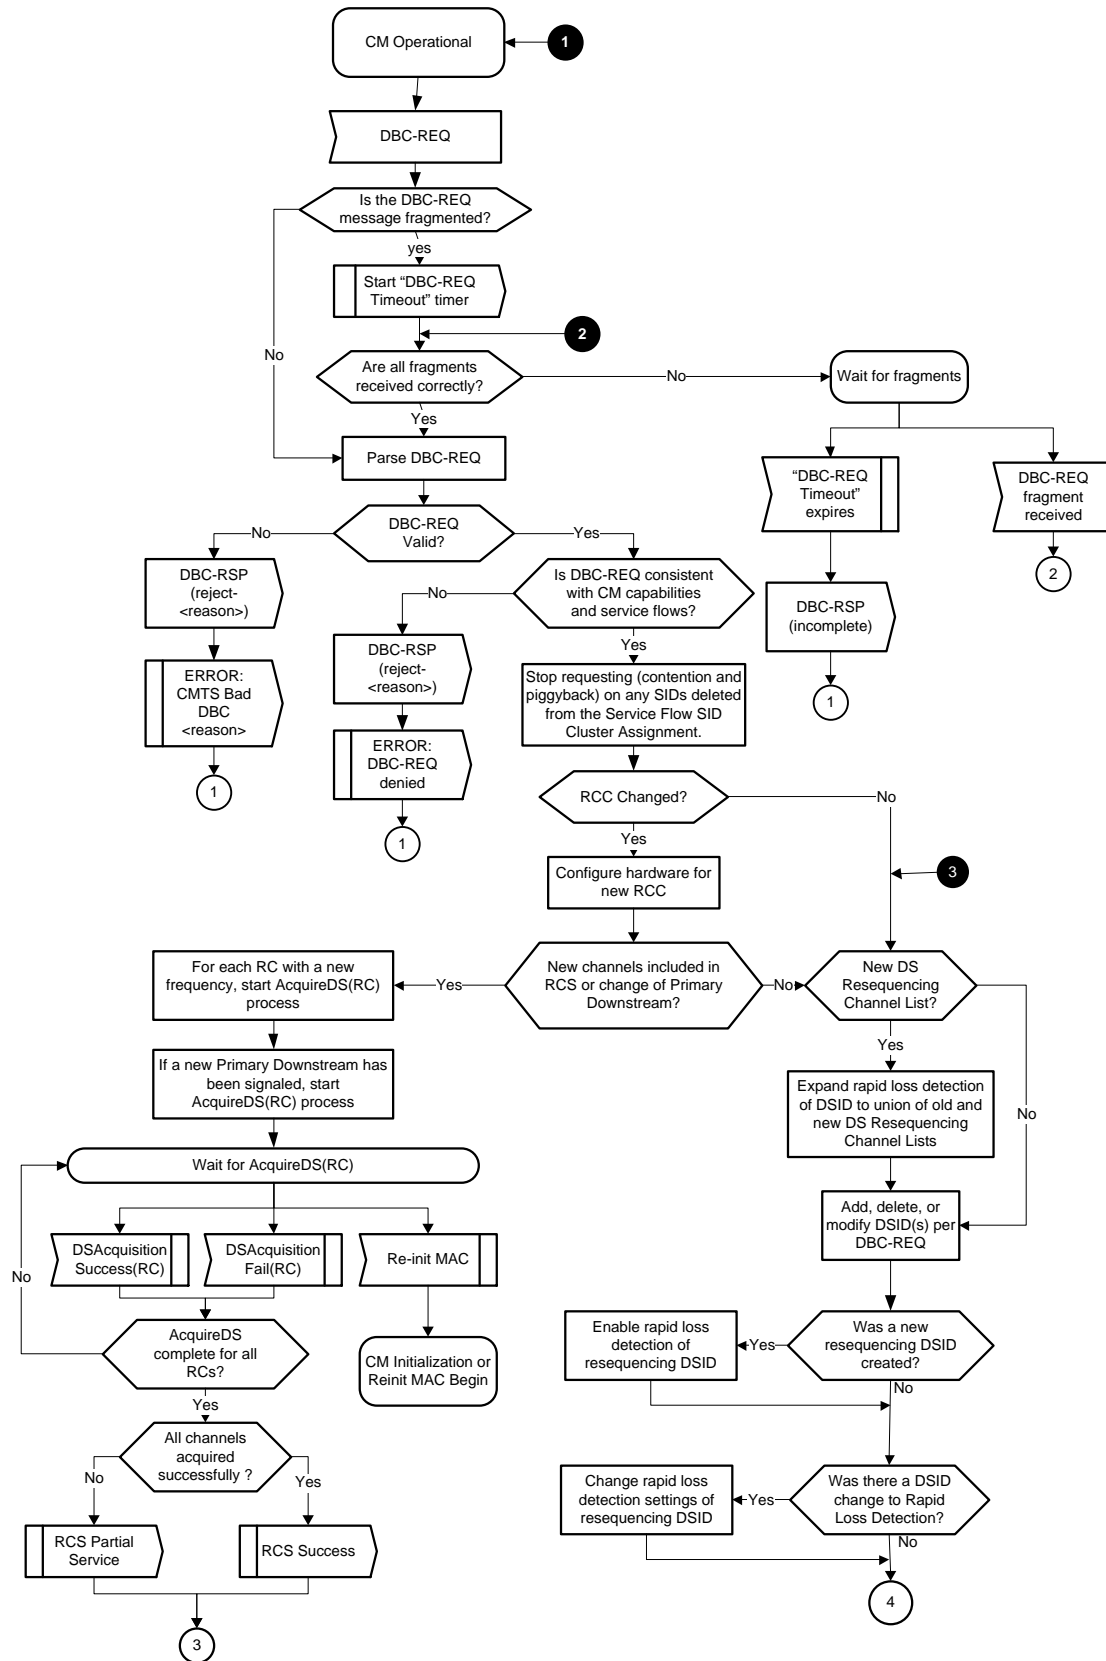 CM Operational
1
DBC-REQ
Is the DBC-REQ
message fragmented?
yes
Start “DBC-REQ
Timeout” timer
2
No
Are all fragments
received correctly?
No
Wait for fragments
Yes
Parse DBC-REQ
“DBC-REQ
Timeout”
expires
DBC-REQ
fragment
received
DBC-REQ
Valid?
No
Yes
2
DBC-RSP
(reject-
<reason>)
Is DBC-REQ consistent
with CM capabilities
and service flows?
No
DBC-RSP
(incomplete)
Yes
DBC-RSP
(reject-
<reason>)
ERROR:
CMTS Bad
DBC
<reason>
Stop requesting (contention and
piggyback) on any SIDs deleted
from the Service Flow SID
Cluster Assignment.
1
ERROR:
DBC-REQ
denied
1
RCC Changed?
No
1
Yes
Configure hardware for
new RCC
3
For each RC with a new
frequency, start AcquireDS(RC)
process
Yes
New channels included in
RCS or change of Primary
Downstream?
No
New DS
Resequencing
Channel List?
Yes
If a new Primary Downstream has
been signaled, start
AcquireDS(RC) process
Expand rapid loss detection
of DSID to union of old and
new DS Resequencing
Channel Lists
No
Wait for AcquireDS(RC)
Add, delete, or
modify DSID(s) per
DBC-REQ
DSAcquisition
Success(RC)
DSAcquisition
Fail(RC)
Re-init MAC
No
AcquireDS
complete for all
RCs?
CM Initialization or
Reinit MAC Begin
Enable rapid loss
detection of
resequencing DSID
Yes
Was a new
resequencing DSID
created?
No
Yes
All channels
acquired
successfully ?
No
Yes
Change rapid loss
detection settings of
resequencing DSID
Yes
Was there a DSID
change to Rapid
Loss Detection?
No
RCS Partial
Service
RCS Success
4
3